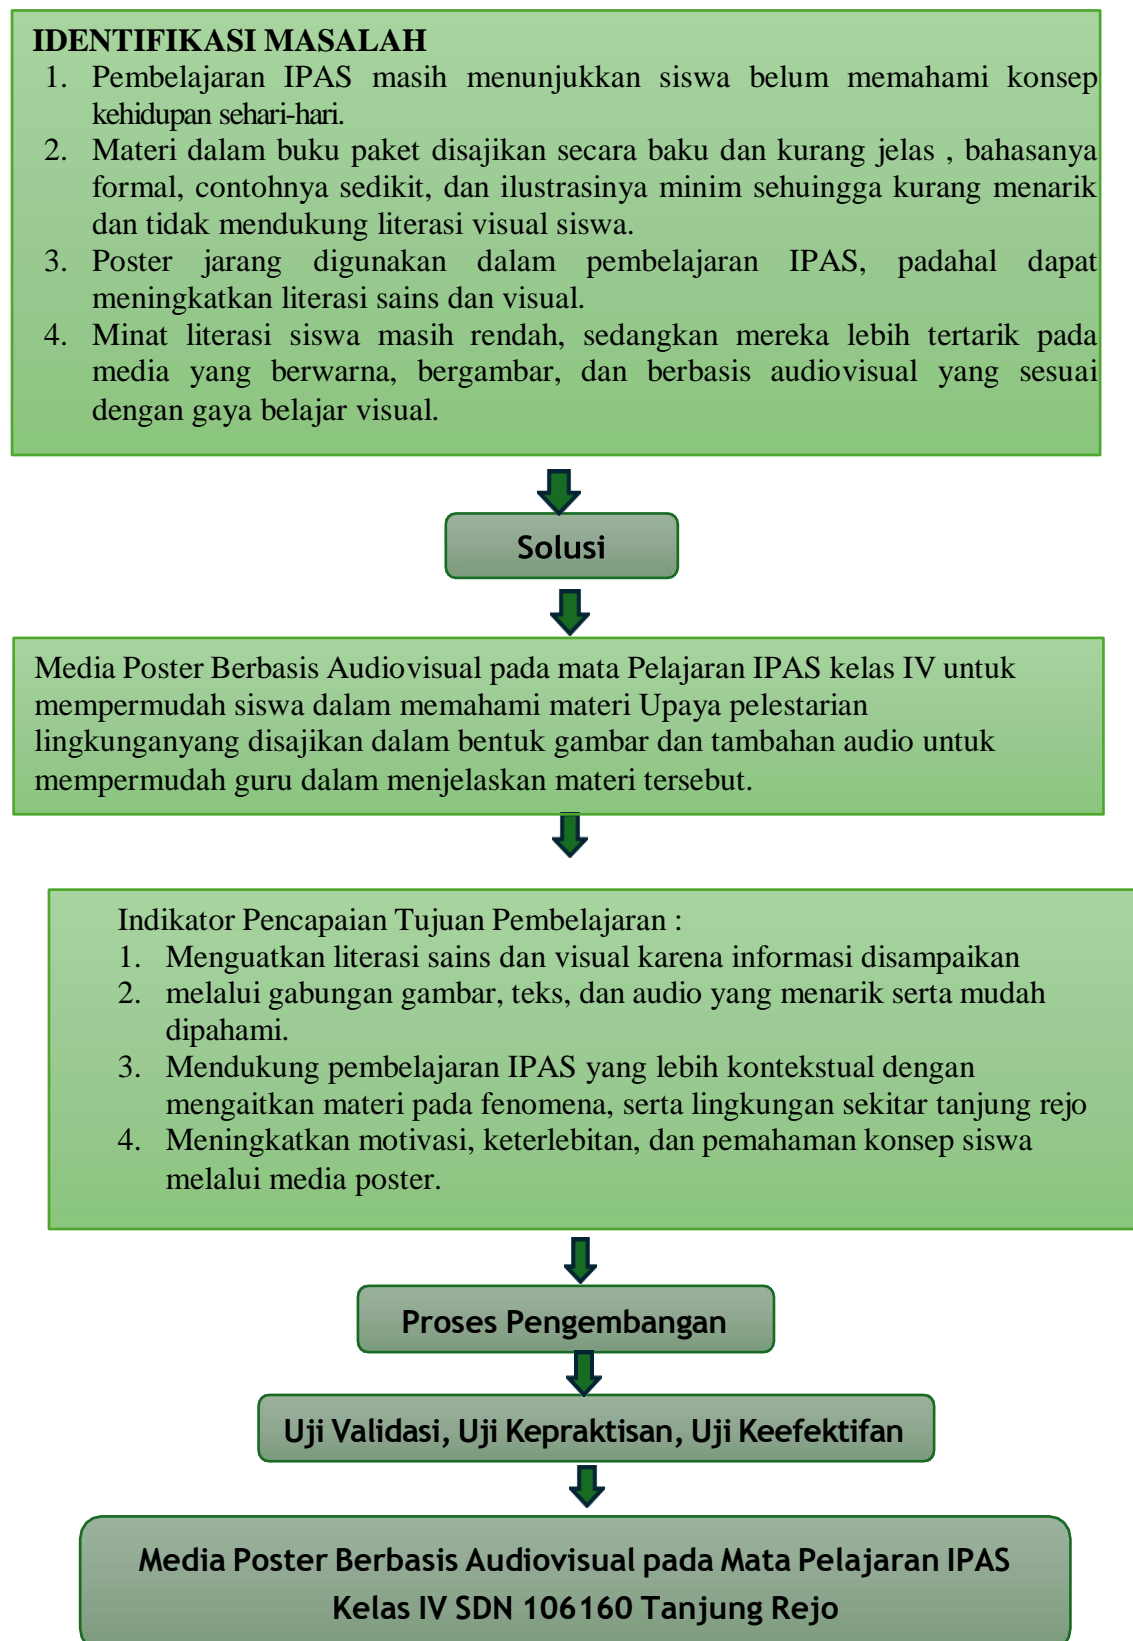 IDENTIFIKASI MASALAH
1. Pembelajaran IPAS masih menunjukkan siswa belum memahami konsep
kehidupan sehari-hari.
2. Materi dalam buku paket disajikan secara baku dan kurang jelas , bahasanya
formal, contohnya sedikit, dan ilustrasinya minim sehuingga kurang menarik
dan tidak mendukung literasi visual siswa.
3. Poster jarang digunakan dalam pembelajaran IPAS, padahal dapat
meningkatkan literasi sains dan visual.
4. Minat literasi siswa masih rendah, sedangkan mereka lebih tertarik pada
media yang berwarna, bergambar, dan berbasis audiovisual yang sesuai
dengan gaya belajar visual.
Solusi
Media Poster Berbasis Audiovisual pada mata Pelajaran IPAS kelas IV untuk
mempermudah siswa dalam memahami materi Upaya pelestarian
lingkunganyang disajikan dalam bentuk gambar dan tambahan audio untuk
mempermudah guru dalam menjelaskan materi tersebut.
Indikator Pencapaian Tujuan Pembelajaran :
1. Menguatkan literasi sains dan visual karena informasi disampaikan
2. melalui gabungan gambar, teks, dan audio yang menarik serta mudah
dipahami.
3. Mendukung pembelajaran IPAS yang lebih kontekstual dengan
mengaitkan materi pada fenomena, serta lingkungan sekitar tanjung rejo
4. Meningkatkan motivasi, keterlebitan, dan pemahaman konsep siswa
melalui media poster.
Proses Pengembangan
Uji Validasi, Uji Kepraktisan, Uji Keefektifan
Media Poster Berbasis Audiovisual pada Mata Pelajaran IPAS
Kelas IV SDN 106160 Tanjung Rejo